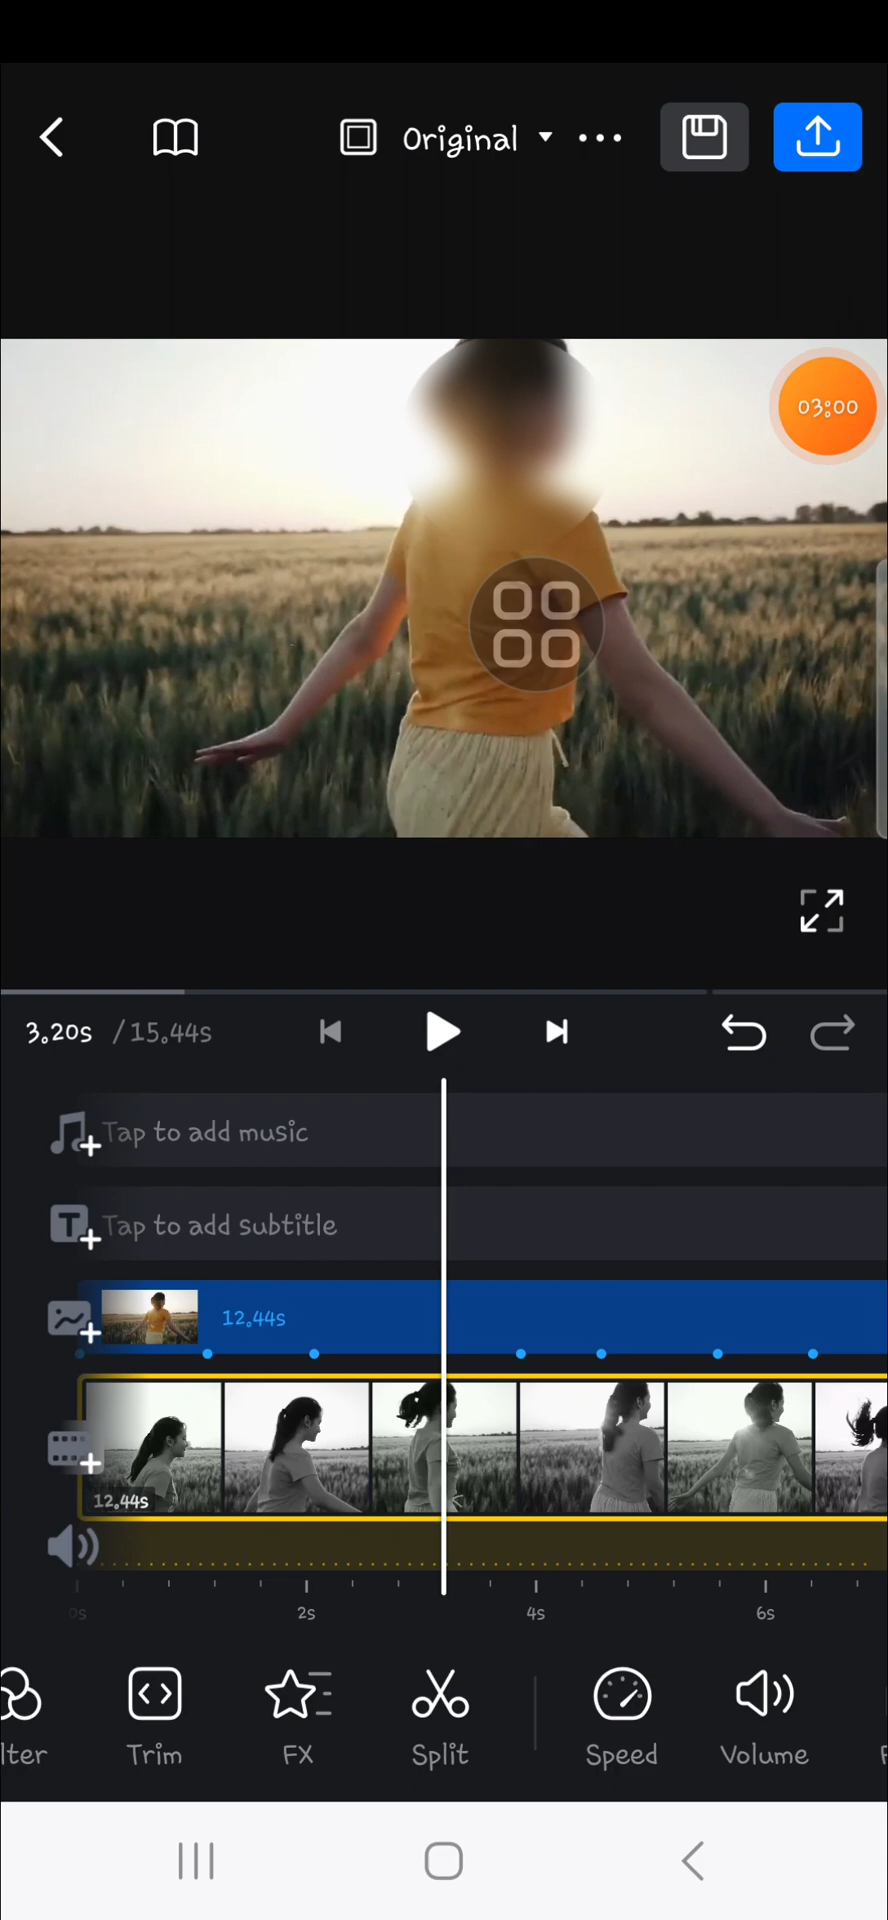 Original
03:00
3.20s /15.44s
Tap to add music
Tap to add subtitle
12.44s
12.44s
0s 2s 4s 6s
lter Trim FX Split Speed Volume